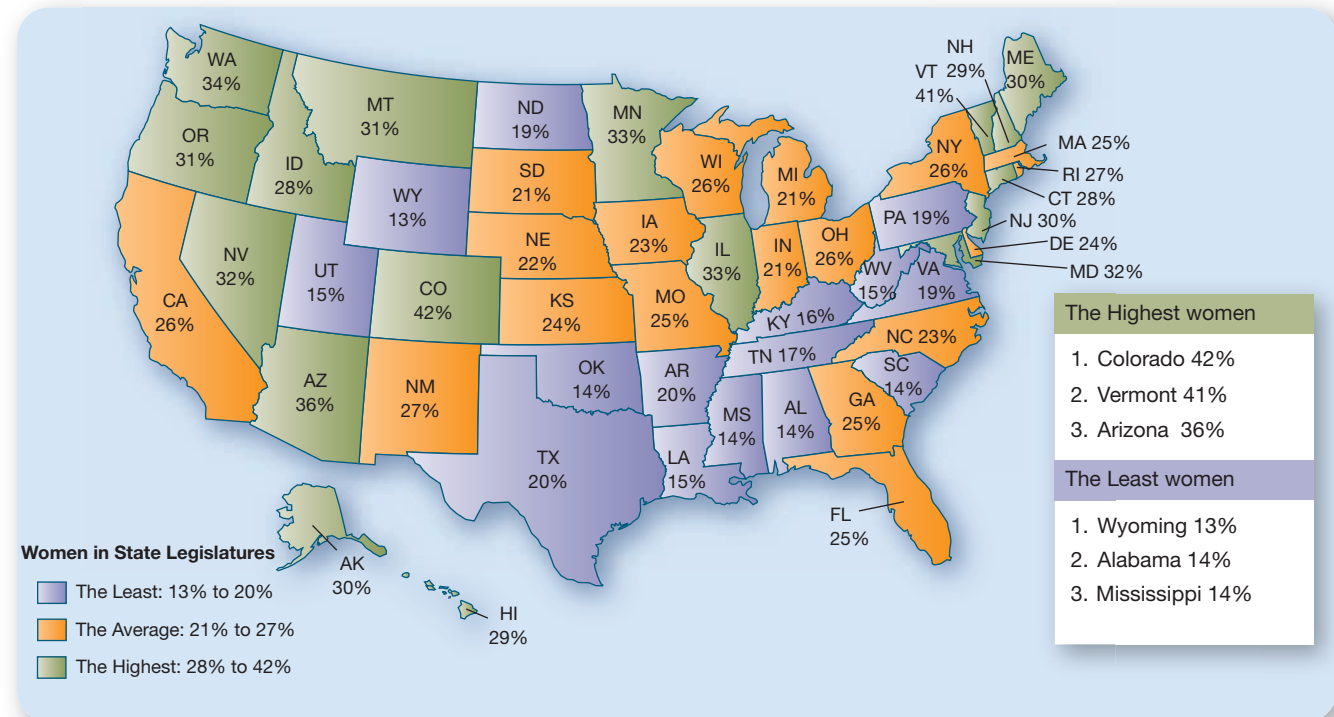 WA
34%
OR
31%
CA
26%
ID
28%
NV
32%
MT
31%
WY
13%
UT
15%
AZ
36%
CO
42%
NM
27%
ND
19%
SD
21%
NE
22%
KS
24%
OK
14%
TX
20%
MN
33%
IA
23%
MO
25%
AR
20%
LA
15%
WI
26%
IL
33%
MI
21%
IN
21%
OH
26%
KY 16%
TN 17%
MS
14%
AL
14%
GA
25%
FL
25%
SC
14%
NC 23%
VA
19%
WV
15%
PA 19%
NY
26%
VT
41%
NH
29%
ME
30%
MA 25%
RI 27%
CT 28%
NJ 30%
DE 24%
MD 32%
AK
30%
HI
29%
Women in State Legislatures
The Least: 13% to 20%
The Average: 21% to 27%
The Highest: 28% to 42%
The Highest women
1. Colorado 42%
2. Vermont 41%
3. Arizona 36%
The Least women
1. Wyoming 13%
2. Alabama 14%
3. Mississippi 14%